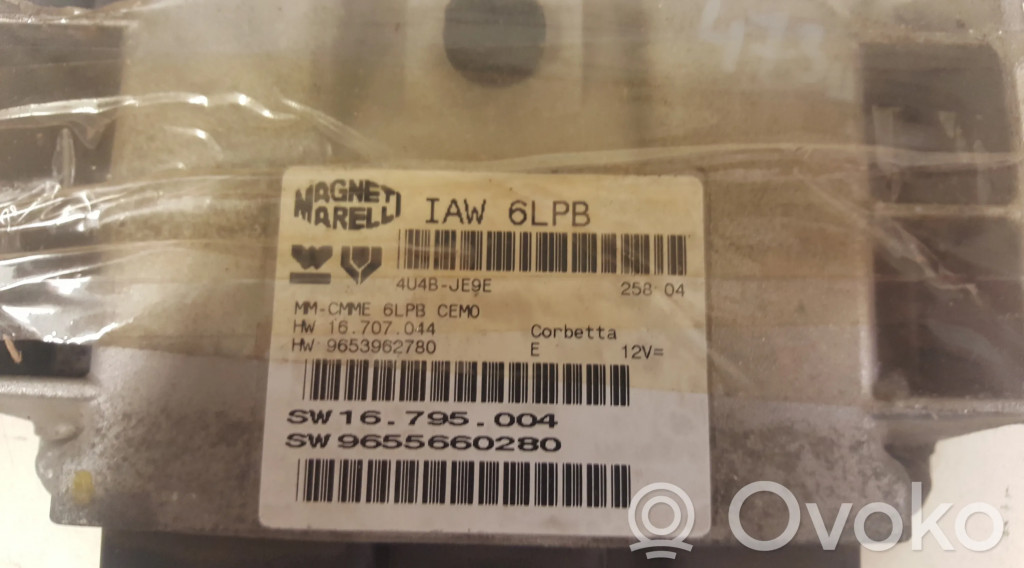 MAGNETI
MARELLI
IAW 6LPB
4U4B-JE9E 258 04
MM-CMME 6LPB CEM0
HW 16.707.044 Corbetta
HW 9653962780 E 12V=
SW 16.795.004
SW 9655660280
Ovoko